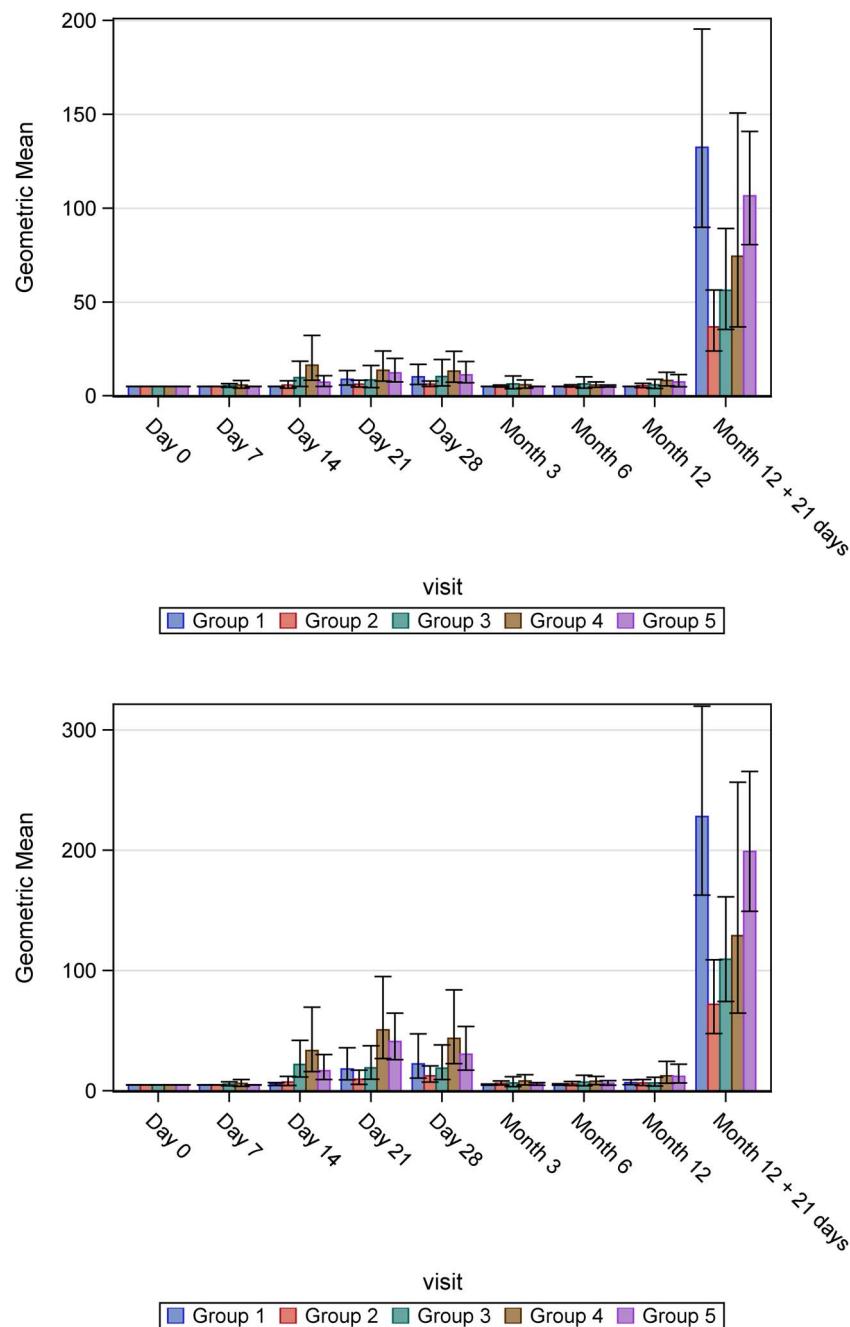 200
150
100
50
0
Geometric Mean
Day 0
Day 7
Day 14
Day 21
Day 28
Month 3
Month 6
Month 12
Month 12 + 21 days
visit
Group 1 Group 2 Group 3 Group 4 Group 5
300
200
100
0
Geometric Mean
Day 0
Day 7
Day 14
Day 21
Day 28
Month 3
Month 6
Month 12
Month 12 + 21 days
visit
Group 1 Group 2 Group 3 Group 4 Group 5